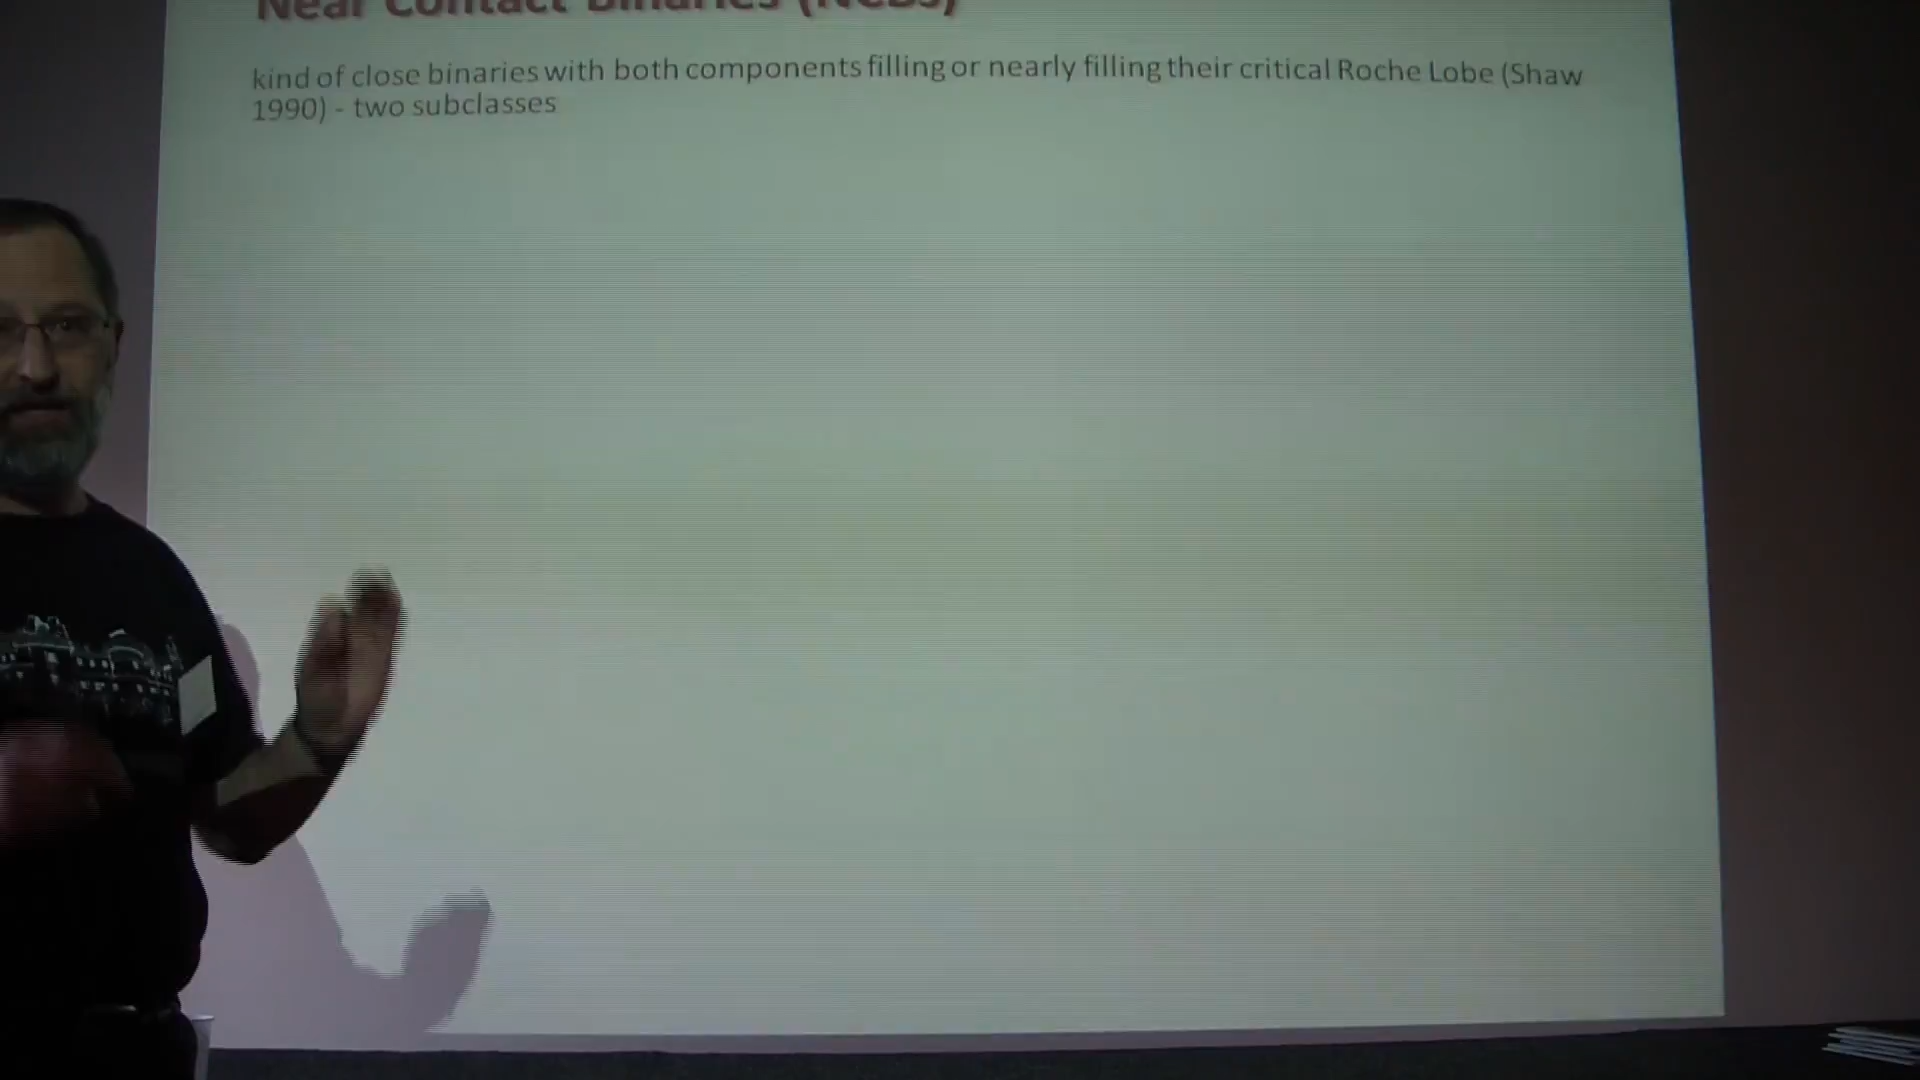 Near Contact Binaries (NCBs)
kind of close binaries with both components filling or nearly filling their critical Roche Lobe (Shaw
1990) - two subclasses